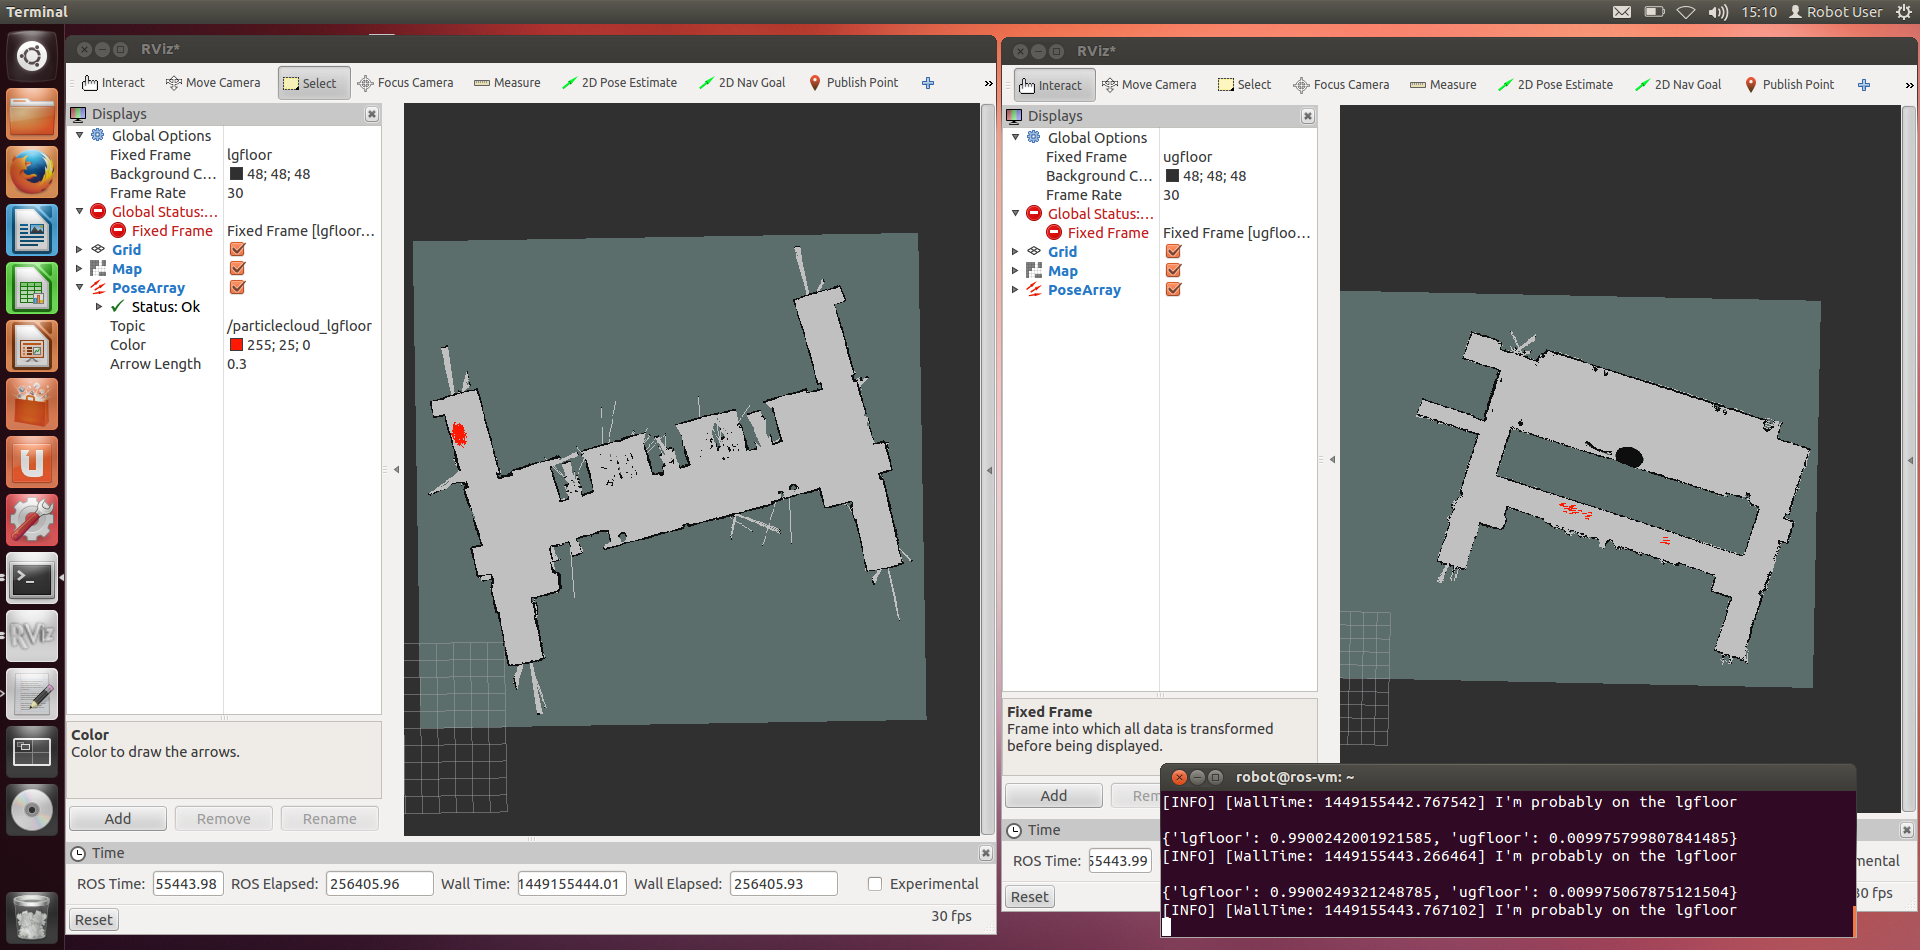 Terminal
15:10 Robot User
RViz*
Interact Move Camera Select Focus Camera Measure 2D Pose Estimate 2D Nav Goal Publish Point »
Displays
Global Options
Fixed Frame lgfloor
Background C... 48; 48; 48
Frame Rate 30
Global Status:...
Fixed Frame Fixed Frame [lgfloor...
Grid
Map
PoseArray
Status: Ok
Topic /particlecloud_lgfloor
Color 255; 25; 0
Arrow Length 0.3
Color
Color to draw the arrows.
Add Remove Rename
Time
ROS Time: 55443.98 ROS Elapsed: 256405.96 Wall Time: 1449155444.01 Wall Elapsed: 256405.93 Experimental
Reset 30 fps
RViz*
Interact Move Camera Select Focus Camera Measure 2D Pose Estimate 2D Nav Goal Publish Point »
Displays
Global Options
Fixed Frame ugfloor
Background C... 48; 48; 48
Frame Rate 30
Global Status:...
Fixed Frame Fixed Frame [ugfloo...
Grid
Map
PoseArray
Fixed Frame
Frame into which all data is transformed
before being displayed.
Add Rem
Time
ROS Time: 55443.99 mental
Reset 30 fps
robot@ros-vm: ~
[INFO] [WallTime: 1449155442.767542] I'm probably on the lgfloor
{'lgfloor': 0.9900242001921585, 'ugfloor': 0.009975799807841485}
[INFO] [WallTime: 1449155443.266464] I'm probably on the lgfloor
{'lgfloor': 0.9900249321248785, 'ugfloor': 0.009975067875121504}
[INFO] [WallTime: 1449155443.767102] I'm probably on the lgfloor
RViz